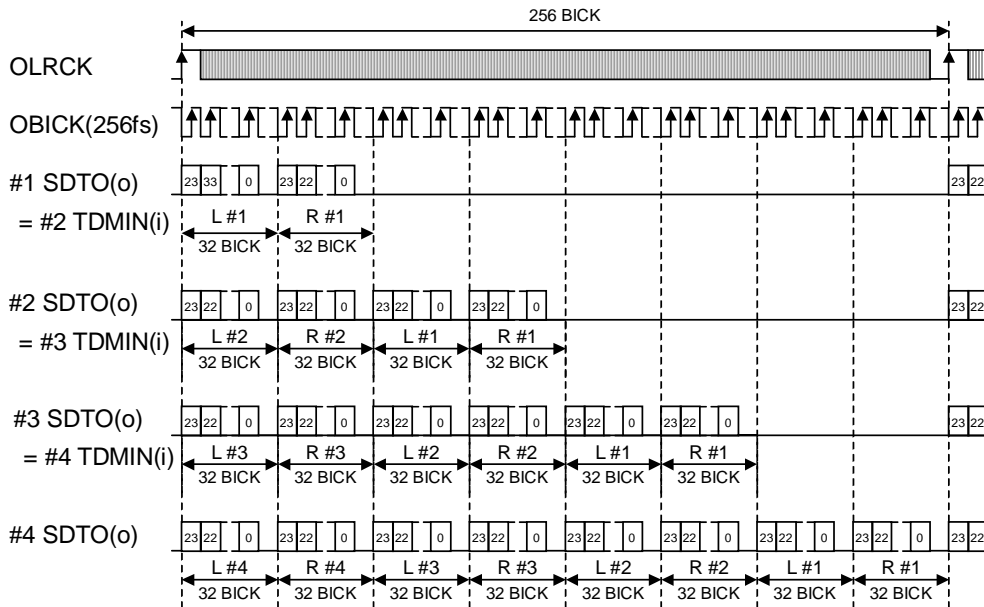 256 BICK
OLRCK
OBICK(256fs)
#1 SDTO(o)
23 33 0 23 22 0 23 22
= #2 TDMIN(i)
L #1 R #1
32 BICK 32 BICK
#2 SDTO(o)
23 22 0 23 22 0 23 22 0 23 22 0 23 22
= #3 TDMIN(i)
L #2 R #2 L #1 R #1
32 BICK 32 BICK 32 BICK 32 BICK
#3 SDTO(o)
23 22 0 23 22 0 23 22 0 23 22 0 23 22 0 23 22 0 23 22
= #4 TDMIN(i)
L #3 R #3 L #2 R #2 L #1 R #1
32 BICK 32 BICK 32 BICK 32 BICK 32 BICK 32 BICK
#4 SDTO(o)
23 22 0 23 22 0 23 22 0 23 22 0 23 22 0 23 22 0 23 22 0 23 22 0 23 22
L #4 R #4 L #3 R #3 L #2 R #2 L #1 R #1
32 BICK 32 BICK 32 BICK 32 BICK 32 BICK 32 BICK 32 BICK 32 BICK